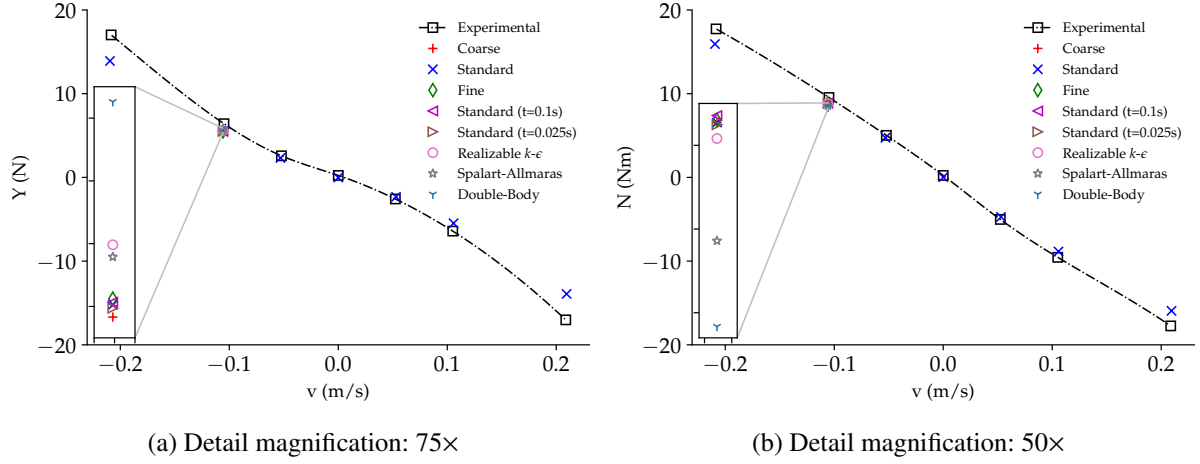 20
10
0
−10
−20
Y (N)
−0.2
−0.1
0.0
0.1
0.2
v (m/s)
Experimental
Coarse
Standard
Fine
Standard (t=0.1s)
Standard (t=0.025s)
Realizable k-ϵ
Spalart-Allmaras
Double-Body
(a) Detail magnification: 75×
20
10
0
−10
−20
N (Nm)
−0.2
−0.1
0.0
0.1
0.2
v (m/s)
Experimental
Coarse
Standard
Fine
Standard (t=0.1s)
Standard (t=0.025s)
Realizable k-ϵ
Spalart-Allmaras
Double-Body
(b) Detail magnification: 50×